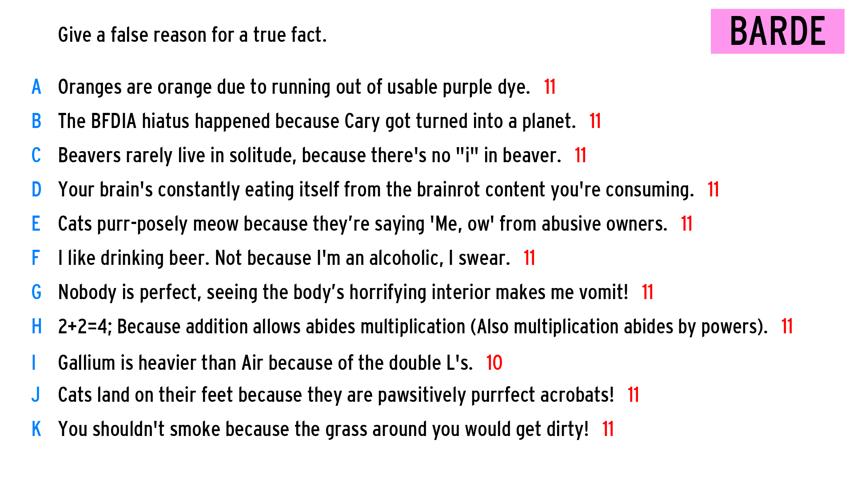 Give a false reason for a true fact.
BARDE
A Oranges are orange due to running out of usable purple dye. 11
B The BFDIA hiatus happened because Cary got turned into a planet. 11
C Beavers rarely live in solitude, because there's no "i" in beaver. 11
D Your brain's constantly eating itself from the brainrot content you're consuming. 11
E Cats purr-posely meow because they’re saying 'Me, ow' from abusive owners. 11
F I like drinking beer. Not because I'm an alcoholic, I swear. 11
G Nobody is perfect, seeing the body’s horrifying interior makes me vomit! 11
H 2+2=4; Because addition allows abides multiplication (Also multiplication abides by powers). 11
I Gallium is heavier than Air because of the double L's. 10
J Cats land on their feet because they are pawsitively purrfect acrobats! 11
K You shouldn't smoke because the grass around you would get dirty! 11